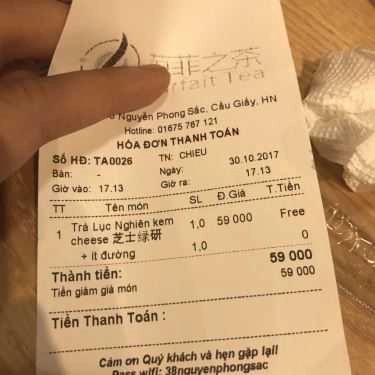 菲之茶
rfait Tea
Nguyễn Phong Sắc, Cầu Giấy, HN
Hotline: 01675 767 121
HÓA ĐƠN THANH TOÁN
Số HĐ: TA0026 TN: CHIEU 30.10.2017
Bàn: - Ngày:
Giờ vào: 17.13 Giờ ra: 17.13
TT Tên món SL Đ.Giá T.Tiền
1 Trà Lục Nghiên kem 1,0 59 000 Free
cheese 芝士绿研
+ ít đường 1,0 0
Thành tiền: 59 000
Tiền giảm giá món 59 000
Tiền Thanh Toán :
Cảm ơn Quý khách và hẹn gặp lại!
Pass wifi: 38nguyenphongsac